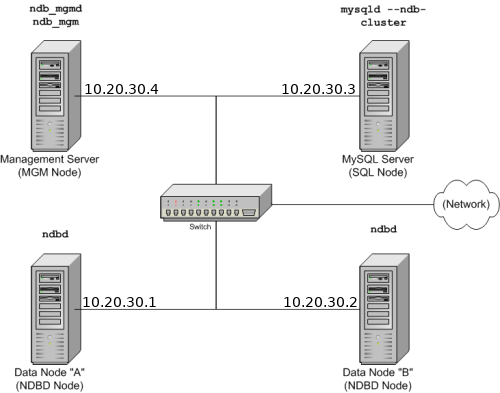 ndb_mgmd
ndb_mgm
mysqld --ndb-
cluster
10.20.30.4
10.20.30.3
Management Server
(MGM Node)
MySQL Server
(SQL Node)
(Network)
Switch
ndbd
ndbd
10.20.30.1
10.20.30.2
Data Node "A"
(NDBD Node)
Data Node "B"
(NDBD Node)